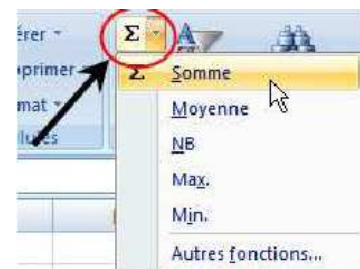 érer
Σ
primer
Σ Somme
mat
Moyenne
NB
Max.
Min.
Autres fonctions...